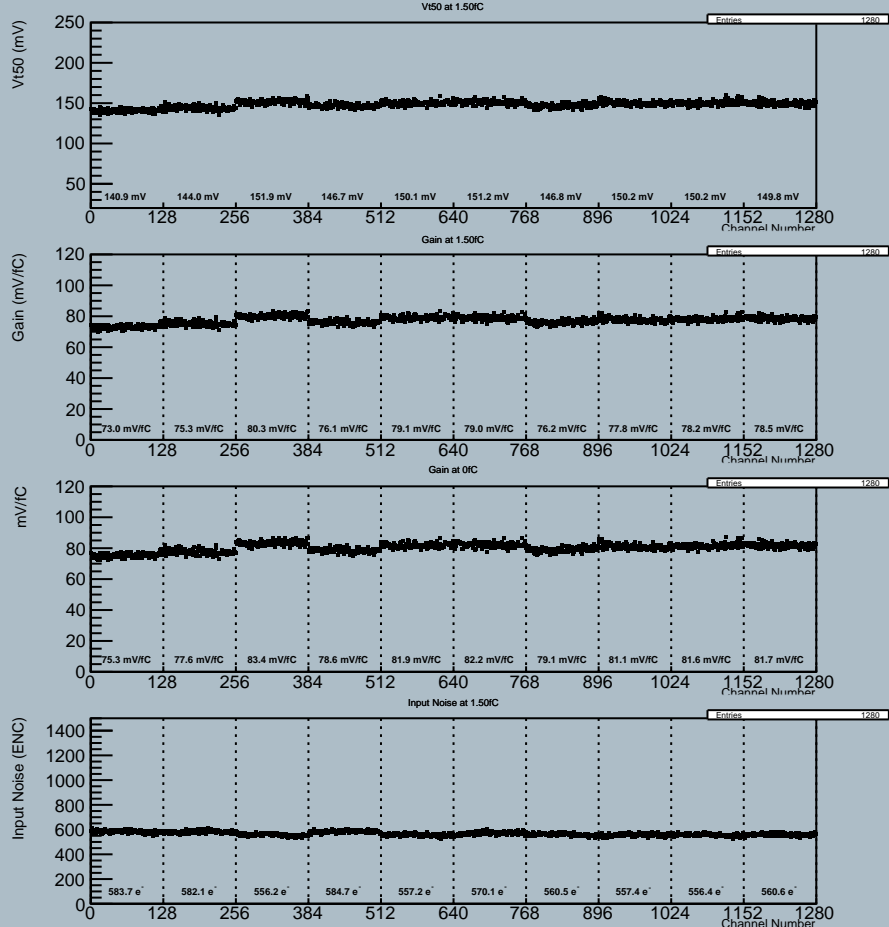 Vt50 at 1.50fC
Entries 1280
Vt50 (mV)
250
200
150
100
50
140.9 mV 144.0 mV 151.9 mV 146.7 mV 150.1 mV 151.2 mV 146.8 mV 150.2 mV 150.2 mV 149.8 mV
0 128 256 384 512 640 768 896 1024 1152 1280
Channel Number
Gain at 1.50fC
Entries 1280
Gain (mV/fC)
120
100
80
60
40
20
0
73.0 mV/fC 75.3 mV/fC 80.3 mV/fC 76.1 mV/fC 79.1 mV/fC 79.0 mV/fC 76.2 mV/fC 77.8 mV/fC 78.2 mV/fC 78.5 mV/fC
0 128 256 384 512 640 768 896 1024 1152 1280
Channel Number
Gain at 0fC
Entries 1280
mV/fC
120
100
80
60
40
20
0
75.3 mV/fC 77.6 mV/fC 83.4 mV/fC 78.6 mV/fC 81.9 mV/fC 82.2 mV/fC 79.1 mV/fC 81.1 mV/fC 81.6 mV/fC 81.7 mV/fC
0 128 256 384 512 640 768 896 1024 1152 1280
Channel Number
Input Noise at 1.50fC
Entries 1280
Input Noise (ENC)
1400
1200
1000
800
600
400
200
0
583.7 e⁻ 582.1 e⁻ 556.2 e⁻ 584.7 e⁻ 557.2 e⁻ 570.1 e⁻ 560.5 e⁻ 557.4 e⁻ 556.4 e⁻ 560.6 e⁻
0 128 256 384 512 640 768 896 1024 1152 1280
Channel Number